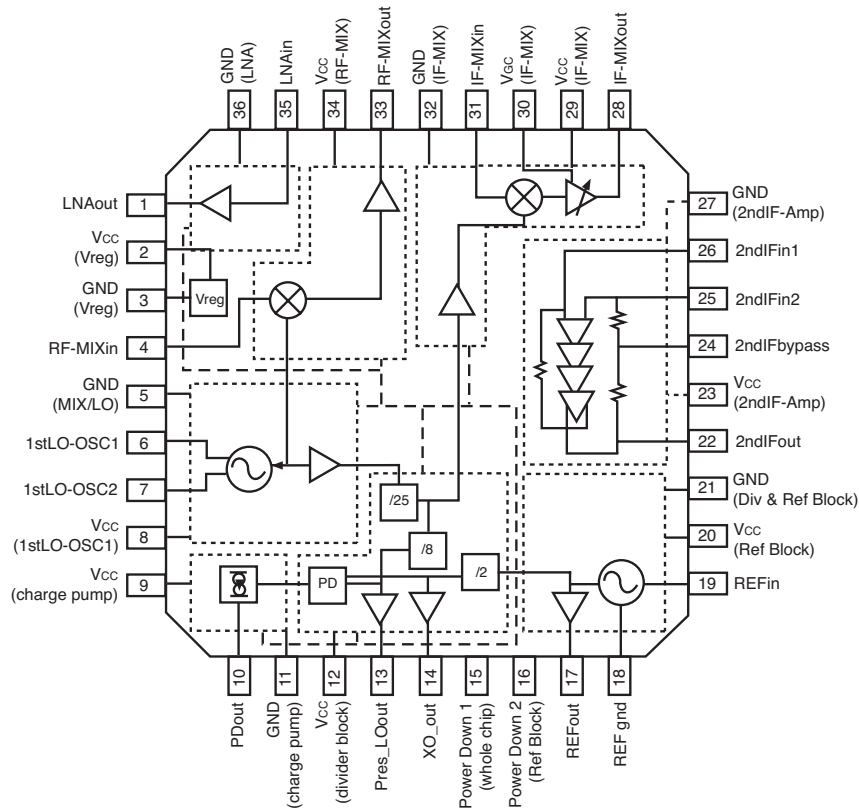 GND
(LNA)
LNAin
VCC
(RF-MIX)
RF-MIXout
GND
(IF-MIX)
IF-MIXin
VGC
(IF-MIX)
VCC
(IF-MIX)
IF-MIXout
36
35
34
33
32
31
30
29
28
LNAout
1
VCC
(Vreg)
2
GND
(Vreg)
3
RF-MIXin
4
GND
(MIX/LO)
5
1stLO-OSC1
6
1stLO-OSC2
7
VCC
(1stLO-OSC1)
8
VCC
(charge pump)
9
Vreg
/25
/8
/2
PD
27
GND
(2ndIF-Amp)
26
2ndIFin1
25
2ndIFin2
24
2ndIFbypass
23
VCC
(2ndIF-Amp)
22
2ndIFout
21
GND
(Div & Ref Block)
20
VCC
(Ref Block)
19
REFin
10
11
12
13
14
15
16
17
18
PDout
GND
(charge pump)
VCC
(divider block)
Pres_LOout
XO_out
Power Down 1
(whole chip)
Power Down 2
(Ref Block)
REFout
REF gnd